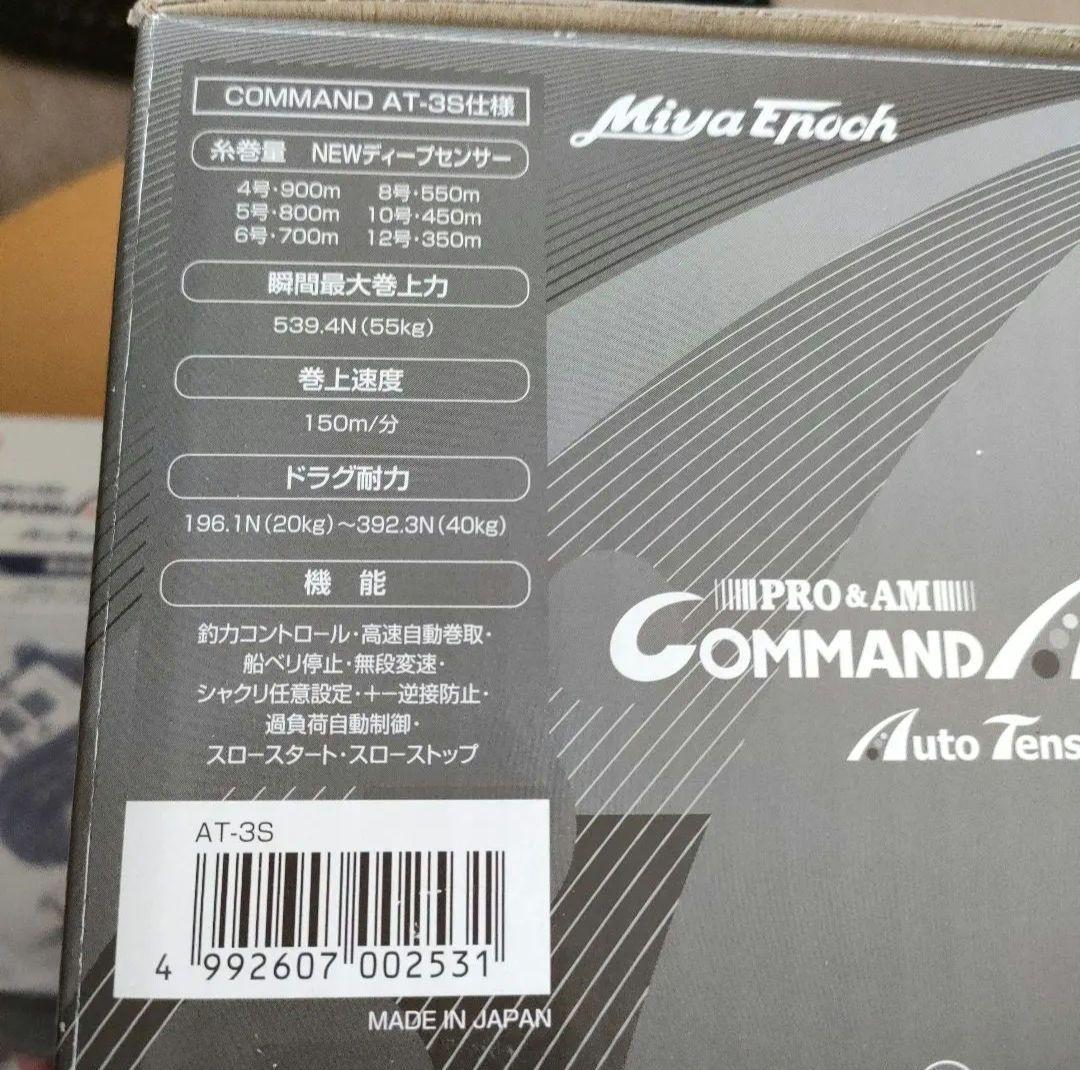 COMMAND AT-3S仕様
糸巻量 NEWディープセンサー
4号・900m 8号・550m
5号・800m 10号・450m
6号・700m 12号・350m
瞬間最大巻上力
539.4N(55kg)
巻上速度
150m/分
ドラグ耐力
196.1N(20kg)〜392.3N(40kg)
機 能
釣力コントロール・高速自動巻取・
船ベリ停止・無段変速・
シャクリ任意設定・+−逆接防止・
過負荷自動制御・
スロースタート・スローストップ
AT-3S
4 992607 002531
MADE IN JAPAN
Miya Epoch
PRO & AM
COMMAND A
Auto Tens